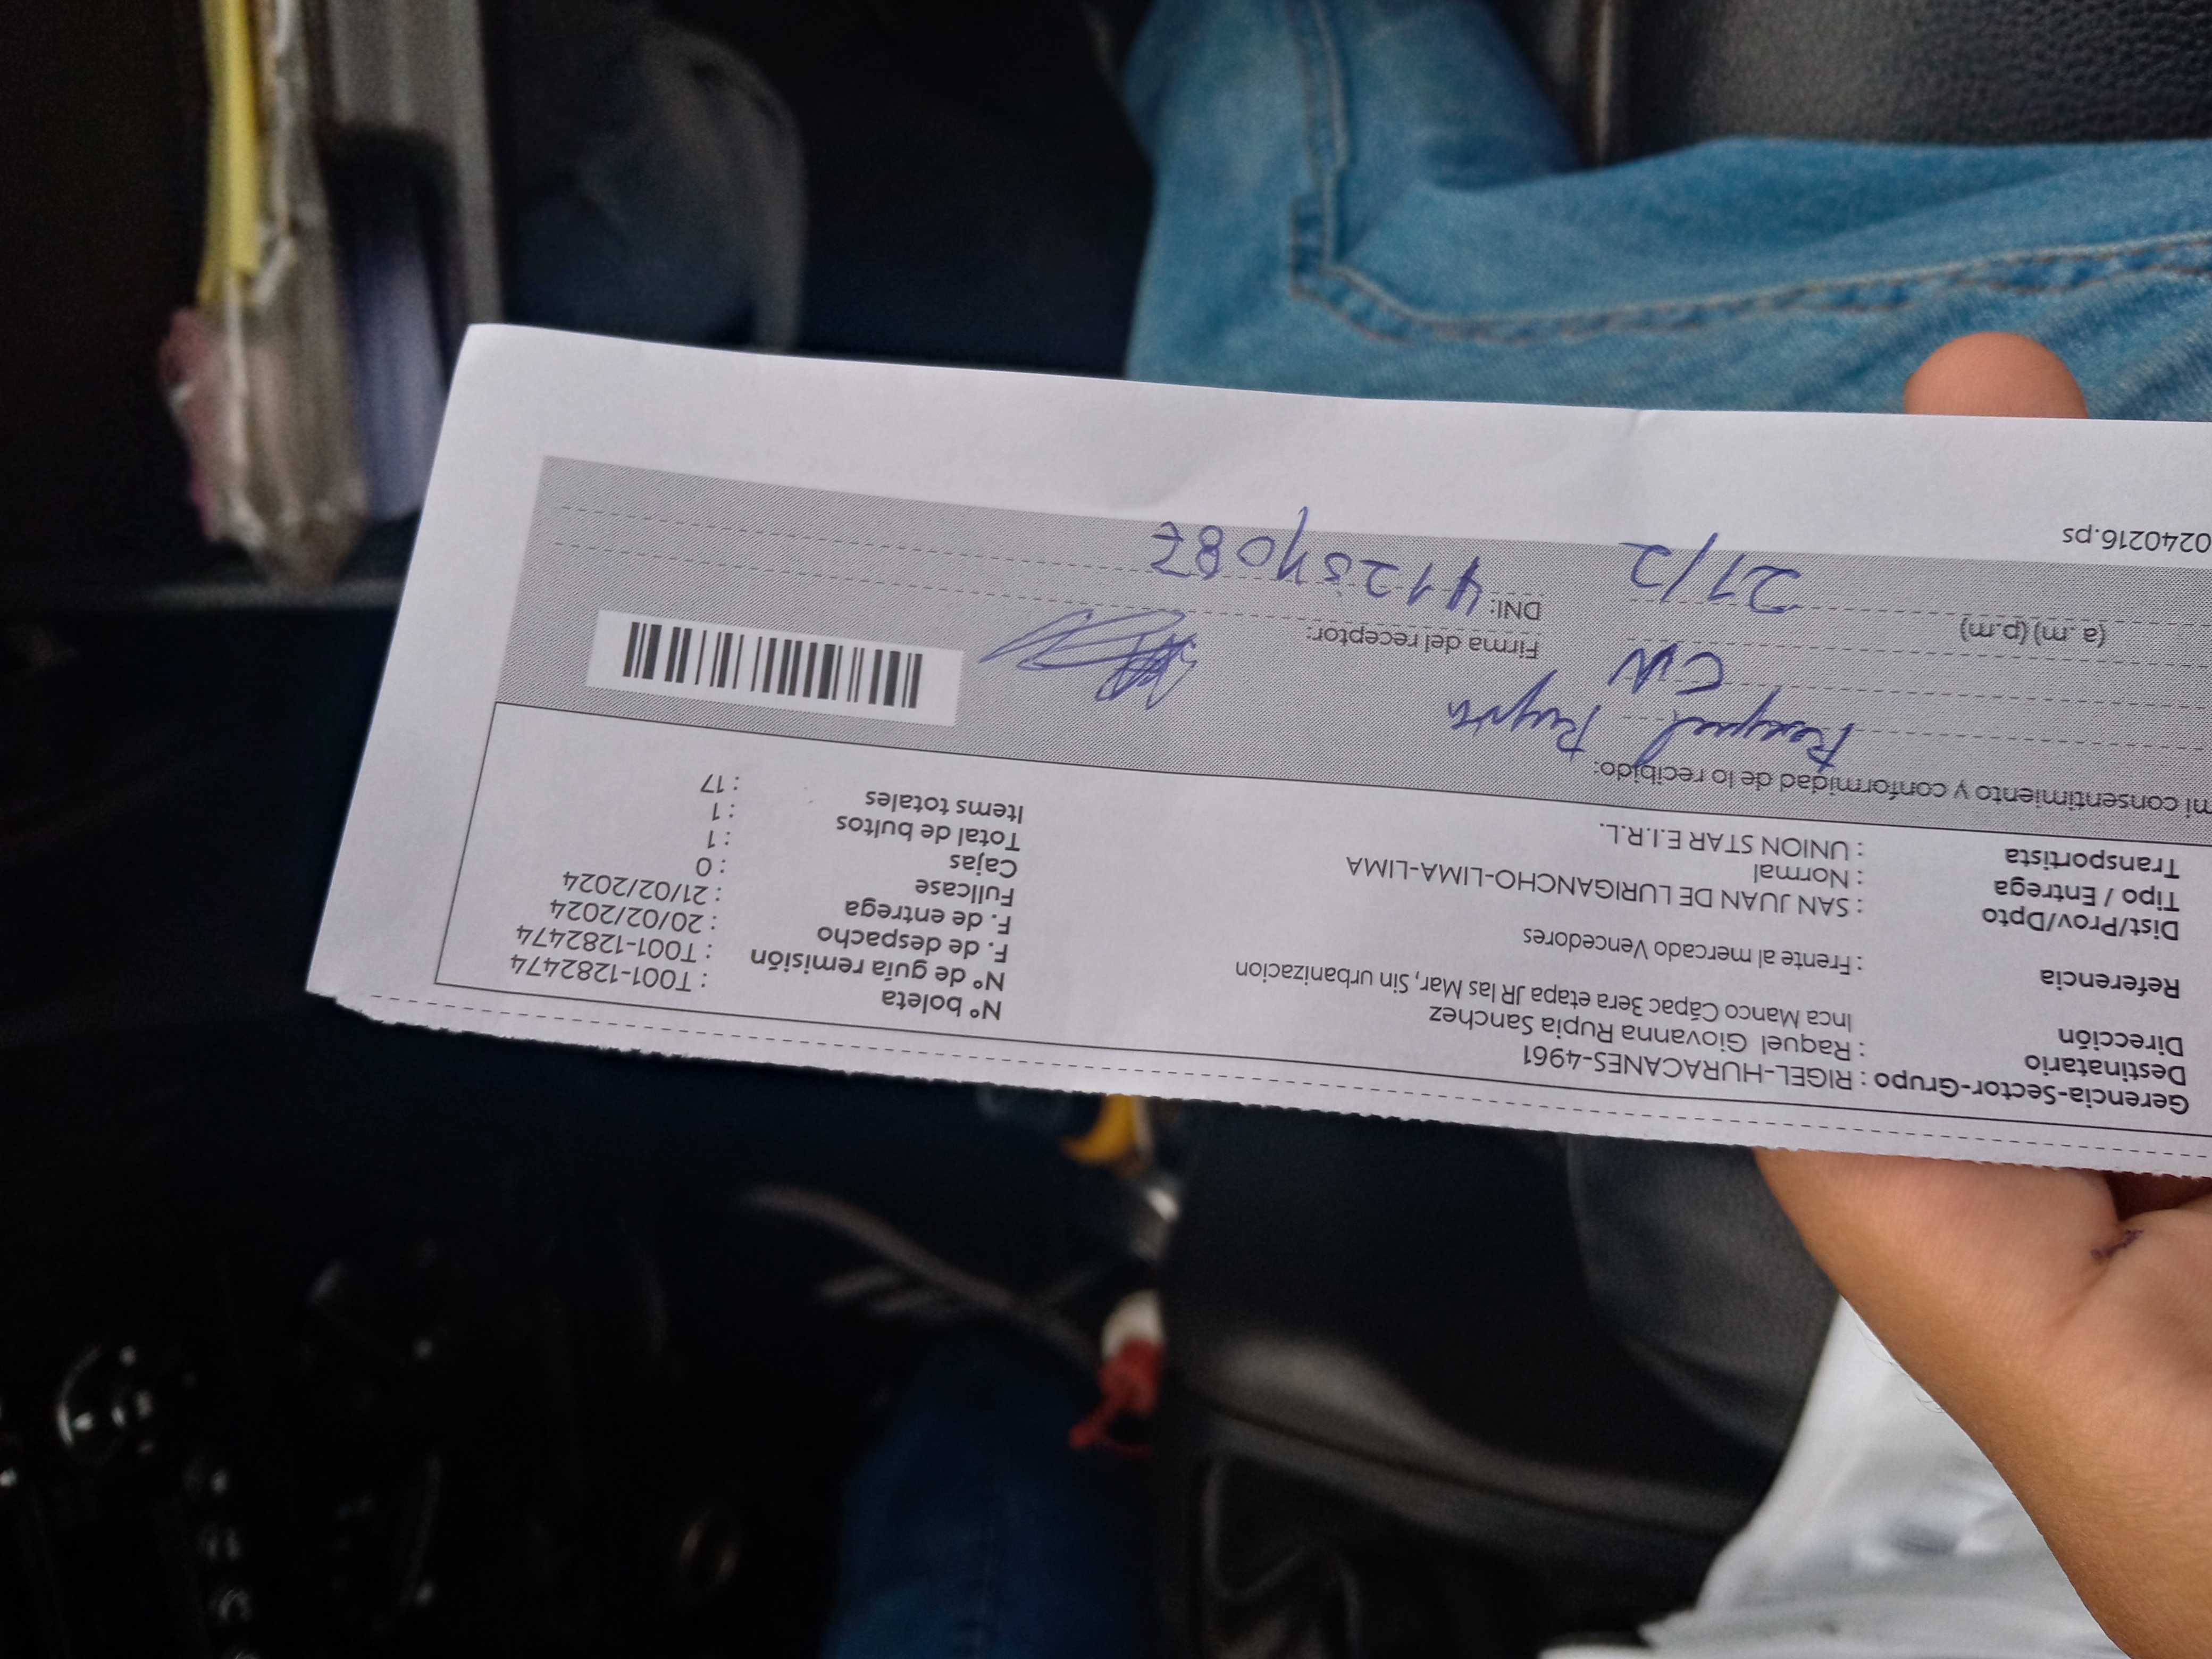 Gerencia-Sector-Grupo : RIGEL-HURACANES-4961
Destinatario : Raquel Giovanna Rupia Sanchez
Dirección Inca Manco Cápac 3era etapa JR las Mar, Sin urbanizacion
Referencia : Frente al mercado Vencedores
Dist/Prov/Dpto : SAN JUAN DE LURIGANCHO-LIMA-LIMA
Tipo / Entrega : Normal
Transportista : UNION STAR E.I.R.L.
N° boleta : T001-1282474
N° de guía remisión : T001-1282474
F. de despacho : 20/02/2024
F. de entrega : 21/02/2024
Fullcase : 0
Cajas : 1
Total de bultos : 1
Items totales : 17
mi consentimiento y conformidad de lo recibido:
Raquel
Firma del receptor:
(a .m) (p.m) 21/2
DNI:
0240216.ps